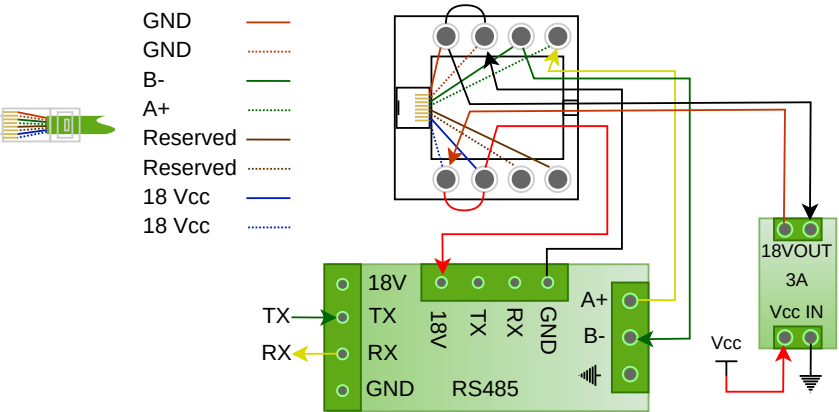 GND
GND
B-
A+
Reserved
Reserved
18 Vcc
18 Vcc
18VOUT
3A
Vcc IN
Vcc
18V
TX
RX
GND
18V
TX
RX
GND
TX
RX
A+
B-
RS485